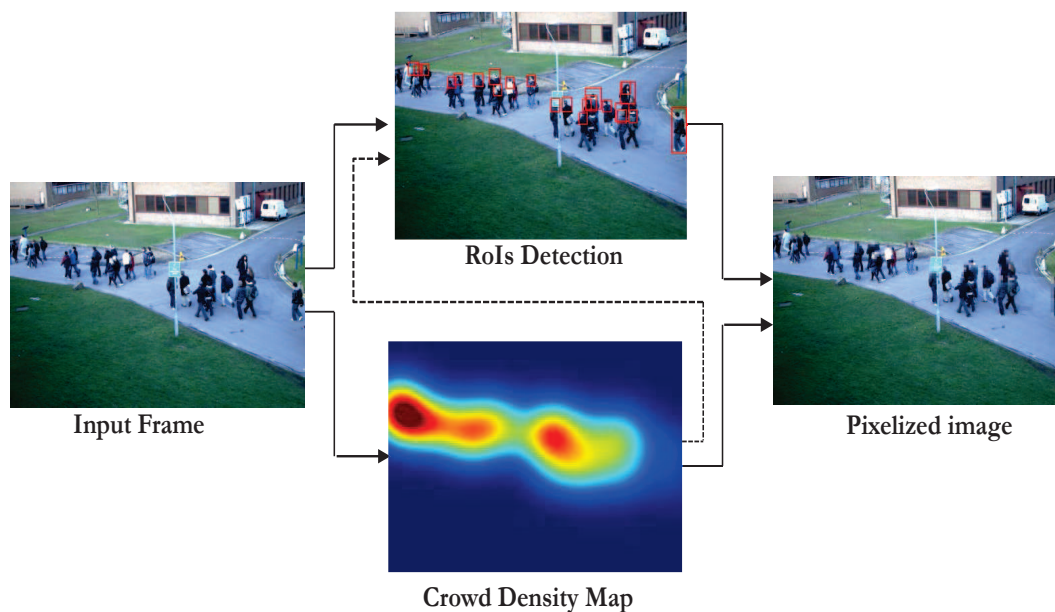 RoIs Detection
Input Frame
Pixelized image
Crowd Density Map